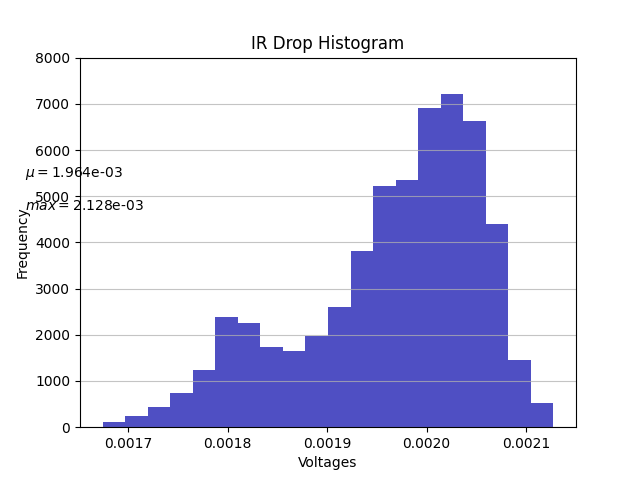 IR Drop Histogram
8000
7000
6000
5000
4000
3000
2000
1000
0
μ = 1.964e-03
max = 2.128e-03
Frequency
0.0017 0.0018 0.0019 0.0020 0.0021
Voltages